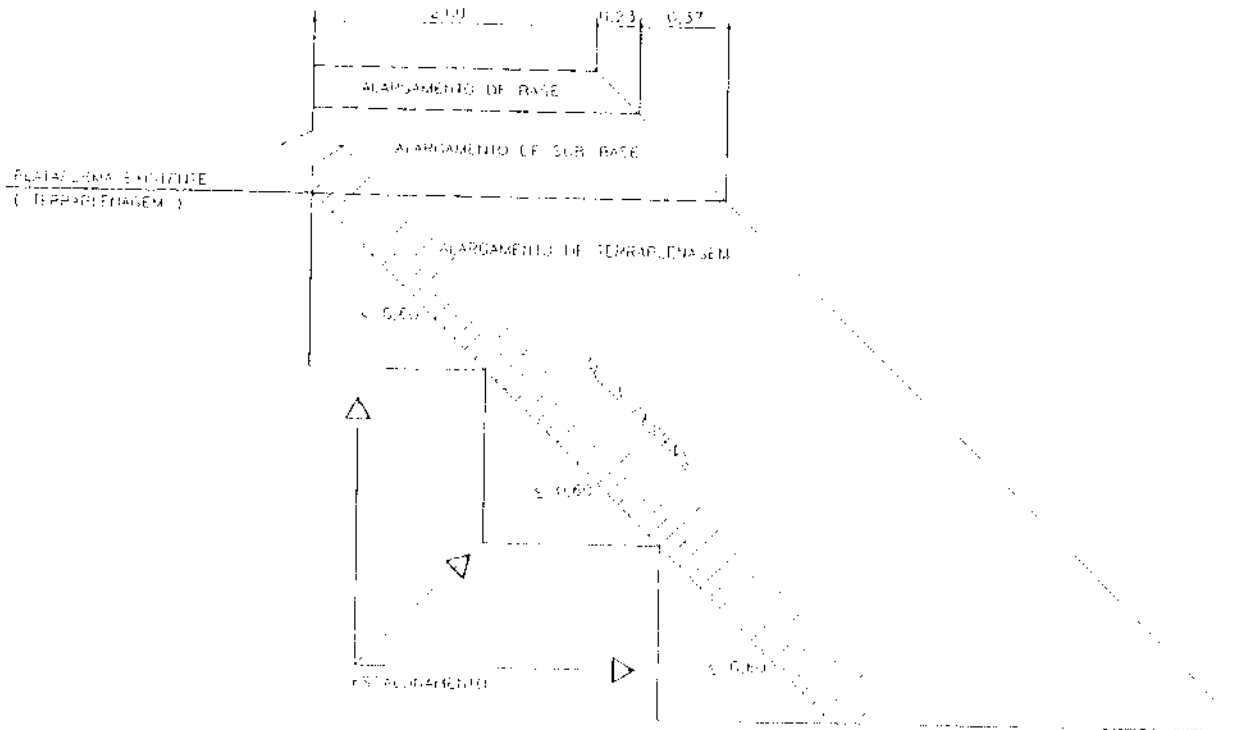 2,00 0,23 0,37
ALARGAMENTO DE BASE
ALARGAMENTO DE SUB BASE
PLATAFORMA EXISTENTE
( TERRAPLENAGEM )
ALARGAMENTO DE TERRAPLENAGEM
≤ 0,60
≤ 0,60
≤ 0,60
ESCALONAMENTO